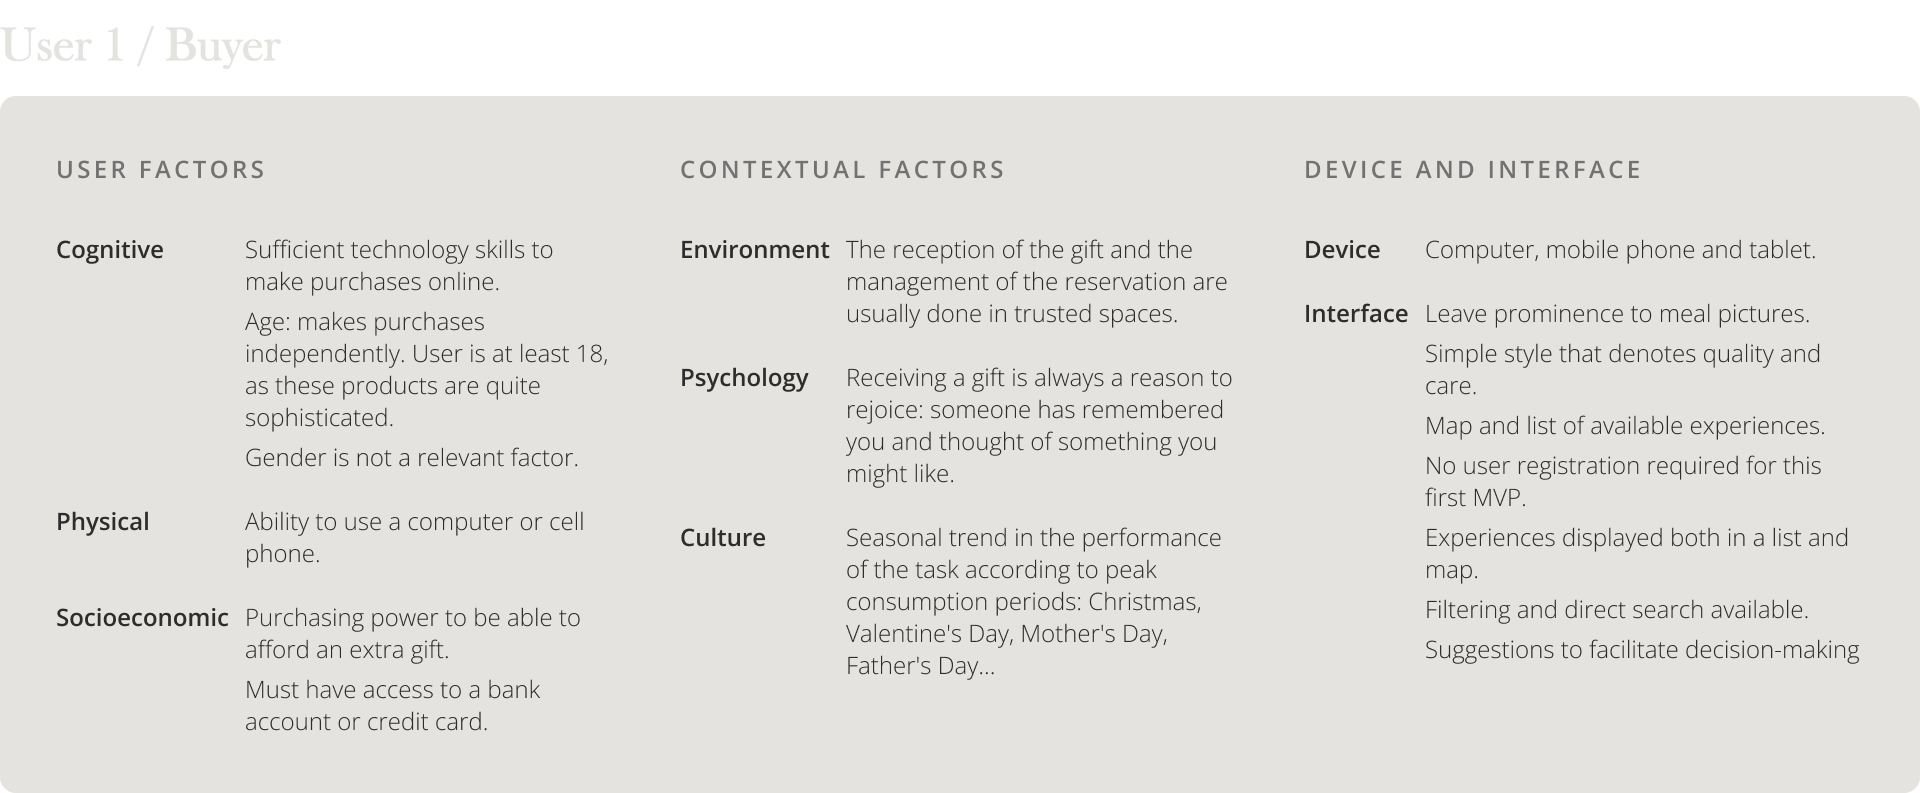 User 1 / Buyer
USER FACTORS
Cognitive
Sufficient technology skills to
make purchases online.
Age: makes purchases
independently. User is at least 18,
as these products are quite
sophisticated.
Gender is not a relevant factor.
Physical
Ability to use a computer or cell
phone.
Socioeconomic
Purchasing power to be able to
afford an extra gift.
Must have access to a bank
account or credit card.
CONTEXTUAL FACTORS
Environment
The reception of the gift and the
management of the reservation are
usually done in trusted spaces.
Psychology
Receiving a gift is always a reason to
rejoice: someone has remembered
you and thought of something you
might like.
Culture
Seasonal trend in the performance
of the task according to peak
consumption periods: Christmas,
Valentine's Day, Mother's Day,
Father's Day...
DEVICE AND INTERFACE
Device
Computer, mobile phone and tablet.
Interface
Leave prominence to meal pictures.
Simple style that denotes quality and
care.
Map and list of available experiences.
No user registration required for this
first MVP.
Experiences displayed both in a list and
map.
Filtering and direct search available.
Suggestions to facilitate decision-making